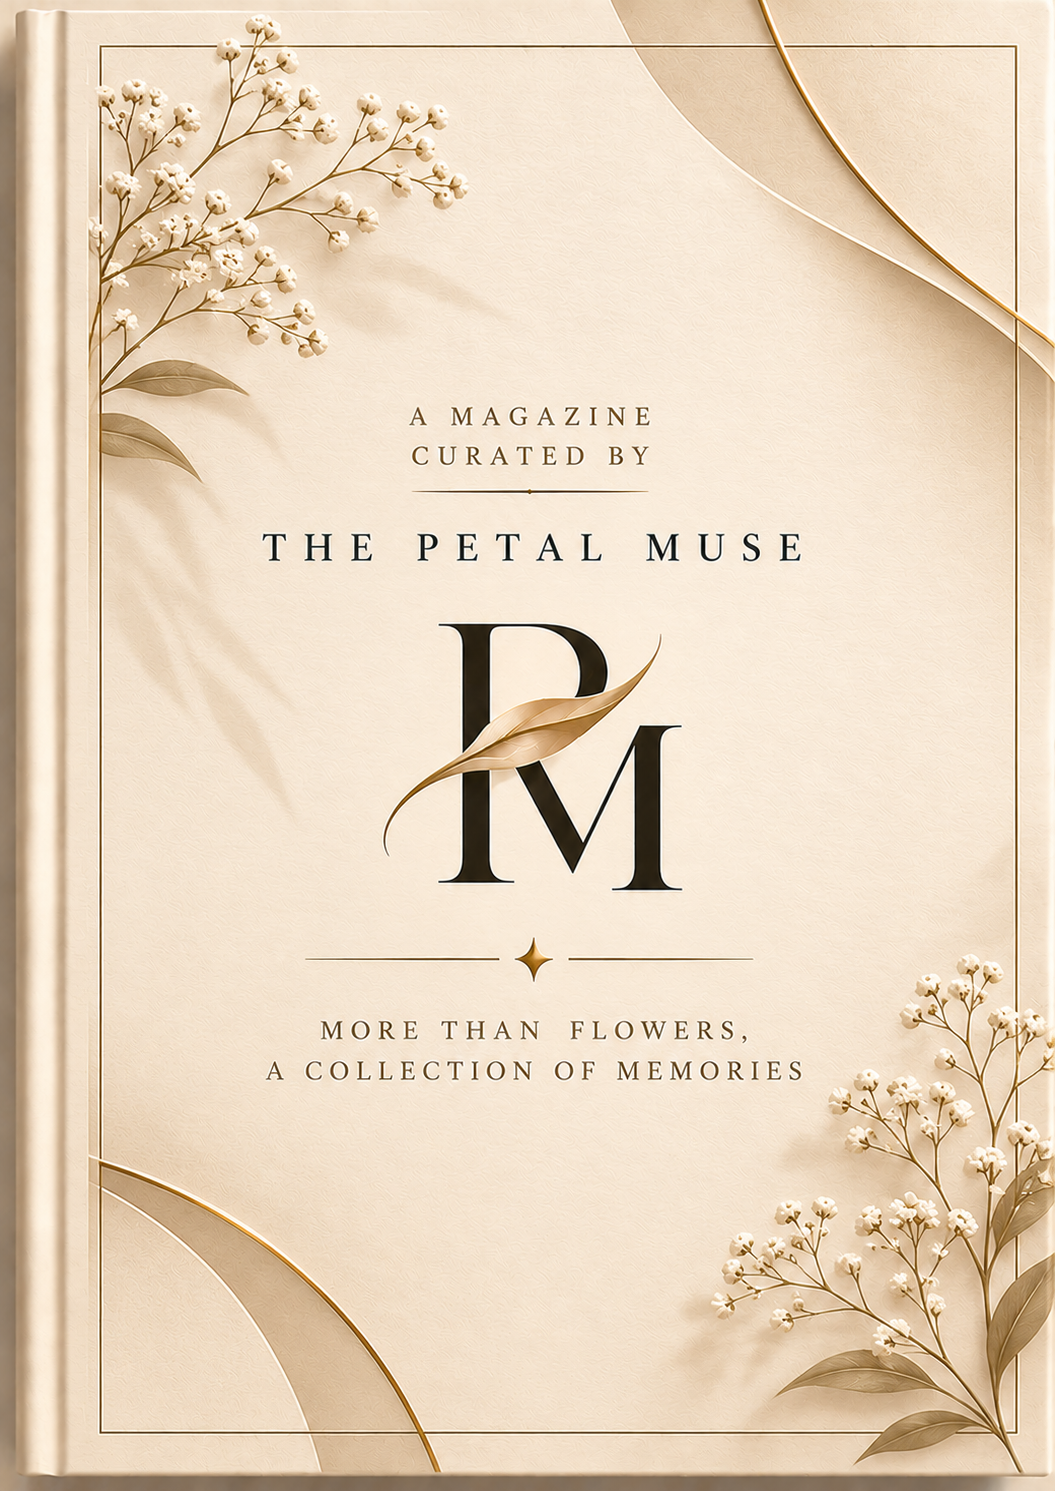 A MAGAZINE
CURATED BY
THE PETAL MUSE
PM
MORE THAN FLOWERS,
A COLLECTION OF MEMORIES